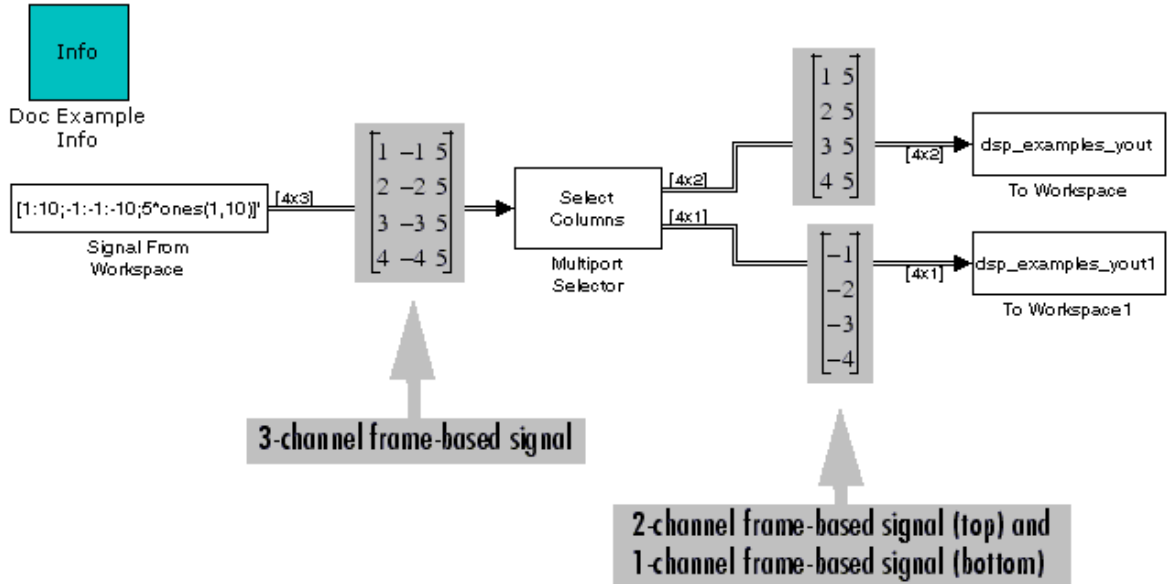 Info
Doc Example
Info
[1:10;-1:-1:-10;5*ones(1,10)]'
Signal From
Workspace
[4x3]
1 −1 5
2 −2 5
3 −3 5
4 −4 5
Select
Columns
Multiport
Selector
[4x2]
[4x1]
1 5
2 5
3 5
4 5
[4x2]
dsp_examples_yout
To Workspace
−1
−2
−3
−4
[4x1]
dsp_examples_yout1
To Workspace1
3-channel frame-based signal
2-channel frame-based signal (top) and
1-channel frame-based signal (bottom)